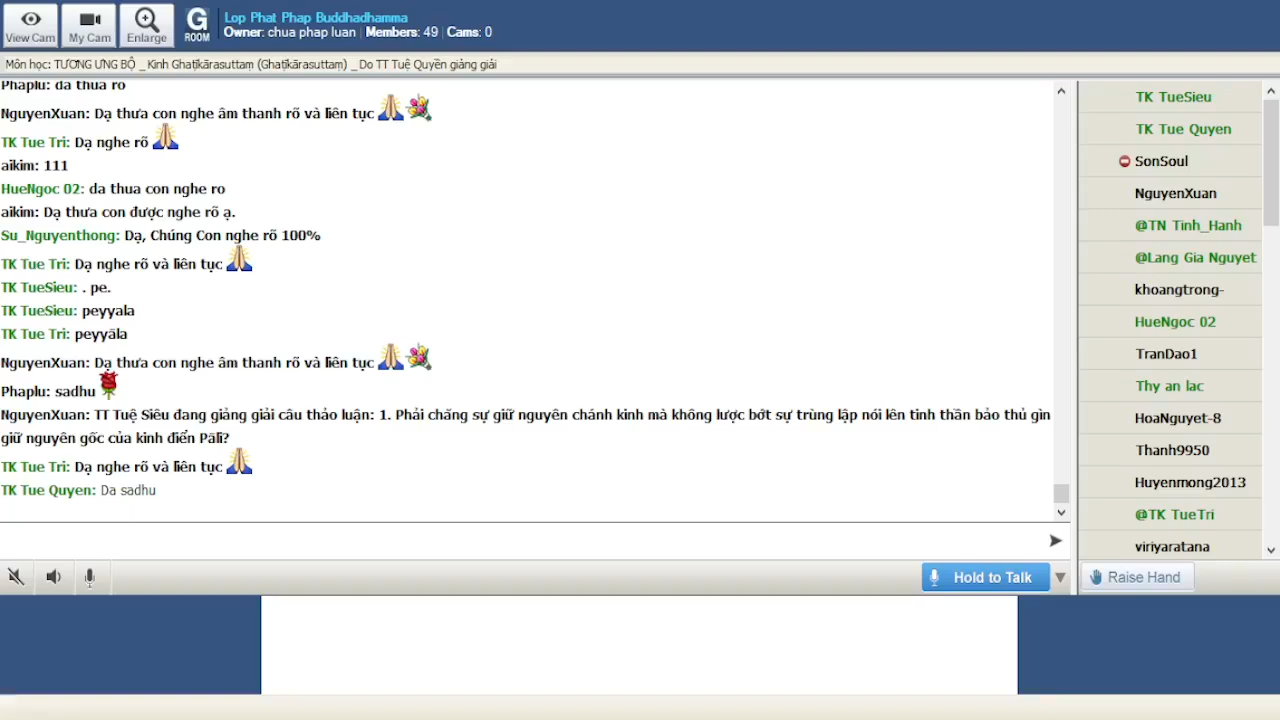 Lop Phat Phap Buddhadhamma
Owner: chua phap luan | Members: 49 | Cams: 0
View Cam
My Cam
Enlarge
G
ROOM
Môn học: TƯƠNG ƯNG BỘ _ Kinh Ghaṭikārasuttaṃ (Ghaṭikārasuttaṃ) _ Do TT Tuệ Quyền giảng giải
Phaplu: da thua ro
NguyenXuan: Dạ thưa con nghe âm thanh rõ và liên tục
TK Tue Tri: Dạ nghe rõ
aikim: 111
HueNgoc 02: da thua con nghe ro
aikim: Dạ thưa con được nghe rõ ạ.
Su_Nguyenthong: Dạ, Chúng Con nghe rõ 100%
TK Tue Tri: Dạ nghe rõ và liên tục
TK TueSieu: . pe.
TK TueSieu: peyyala
TK Tue Tri: peyyāla
NguyenXuan: Dạ thưa con nghe âm thanh rõ và liên tục
Phaplu: sadhu
NguyenXuan: TT Tuệ Siêu đang giảng giải câu thảo luận: 1. Phải chăng sự giữ nguyên chánh kinh mà không lược bớt sự trùng lập nói lên tinh thần bảo thủ gìn
giữ nguyên gốc của kinh điển Pāli?
TK Tue Tri: Dạ nghe rõ và liên tục
TK Tue Quyen: Da sadhu
TK TueSieu
TK Tue Quyen
SonSoul
NguyenXuan
@TN Tinh_Hanh
@Lang Gia Nguyet
khoangtrong-
HueNgoc 02
TranDao1
Thy an lac
HoaNguyet-8
Thanh9950
Huyenmong2013
@TK TueTri
viriyaratana
Hold to Talk
Raise Hand